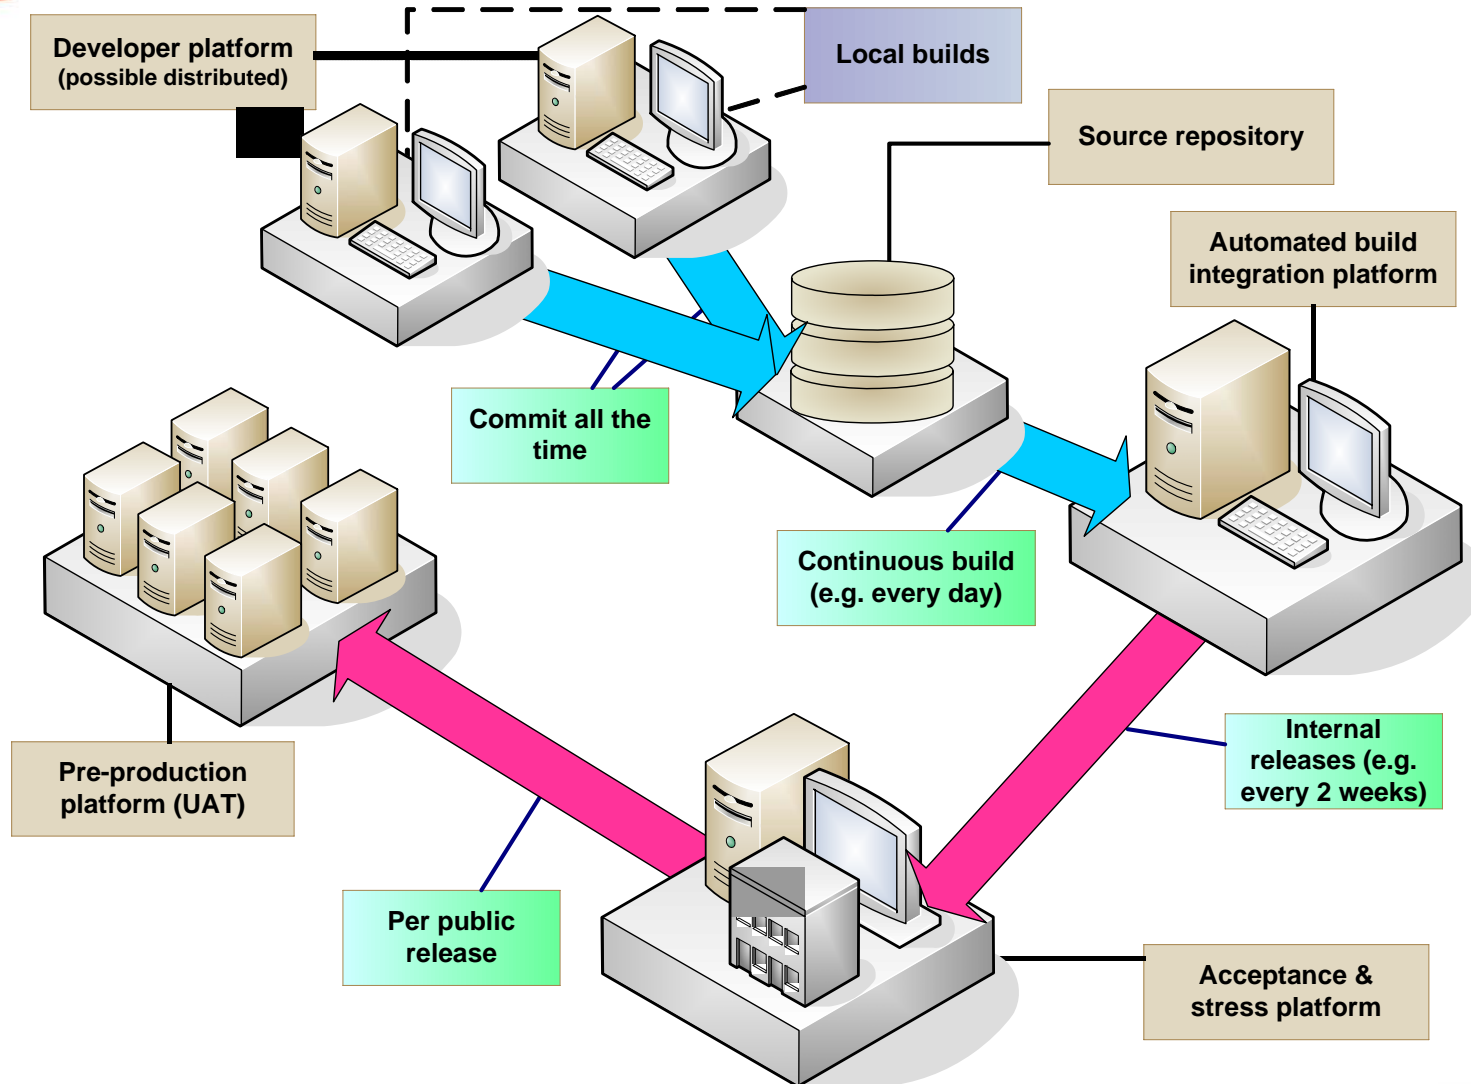 Developer platform
(possible distributed)
Local builds
Source repository
Automated build
integration platform
Commit all the
time
Continuous build
(e.g. every day)
Internal
releases (e.g.
every 2 weeks)
Pre-production
platform (UAT)
Per public
release
Acceptance &
stress platform